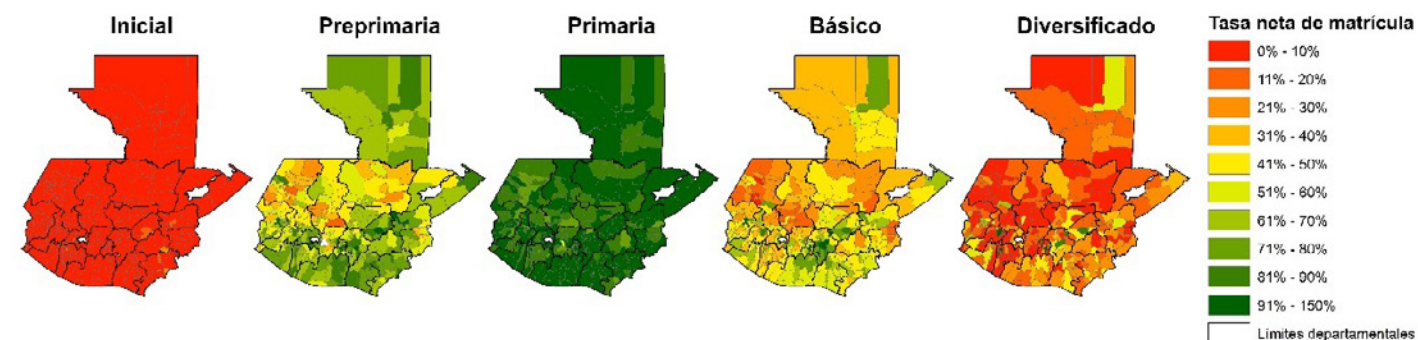 Inicial
Preprimaria
Primaria
Básico
Diversificado
Tasa neta de matrícula
0% - 10%
11% - 20%
21% - 30%
31% - 40%
41% - 50%
51% - 60%
61% - 70%
71% - 80%
81% - 90%
91% - 150%
Límites departamentales